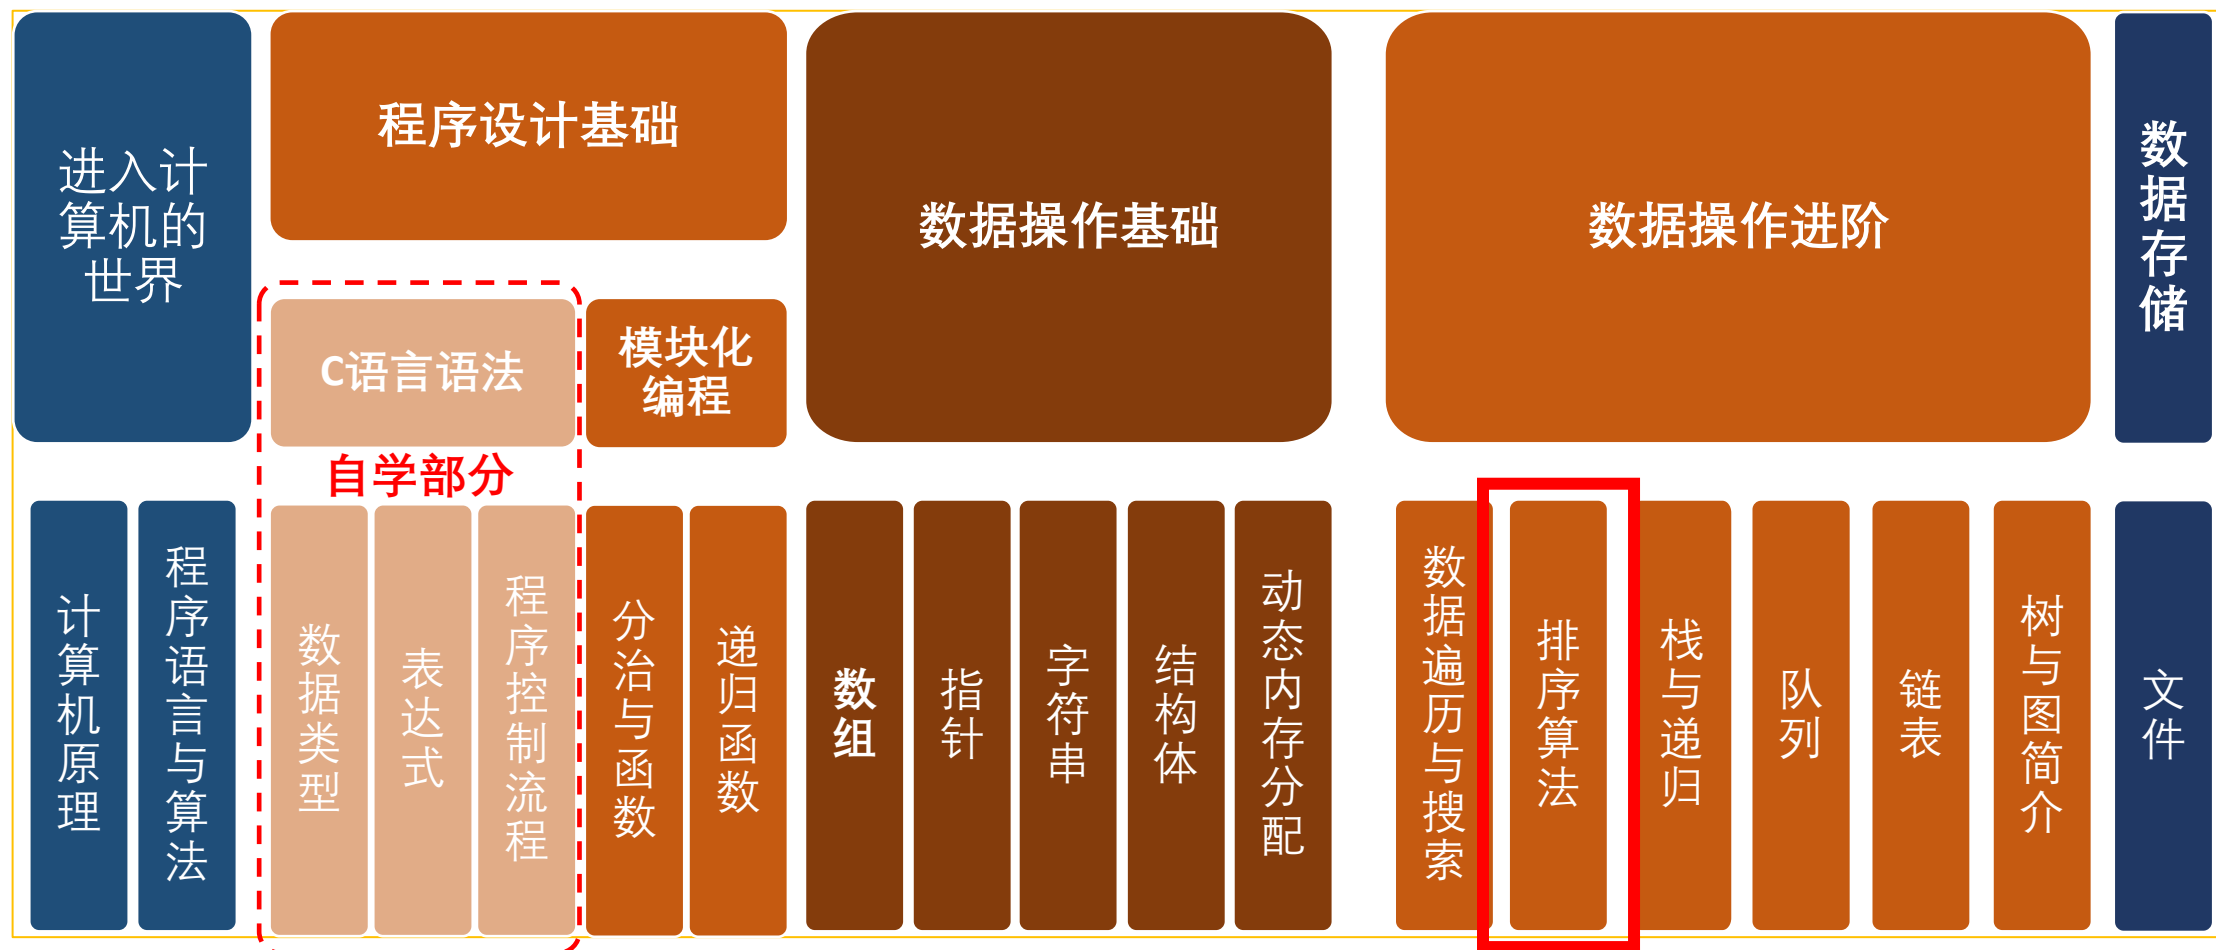 进入计
算机的
世界
程序设计基础
数据操作基础
数据操作进阶
数据存储
C语言语法
模块化
编程
自学部分
计算机原理
程序语言与算法
数据类型
表达式
程序控制流程
分治与函数
递归函数
数组
指针
字符串
结构体
动态内存分配
数据遍历与搜索
排序算法
栈与递归
队列
链表
树与图简介
文件